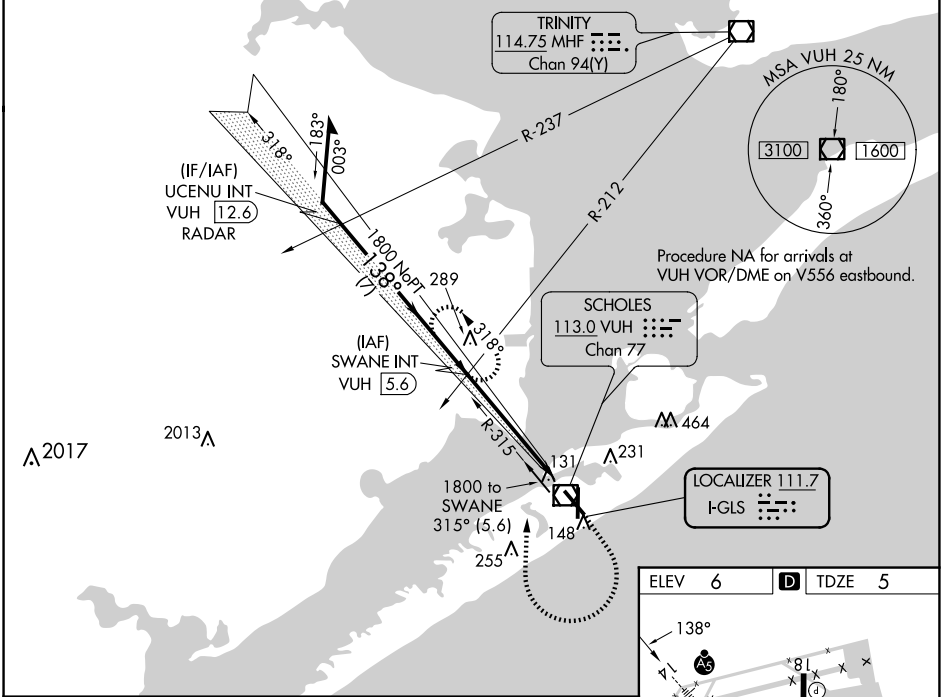 TRINITY
114.75 MHF
Chan 94(Y)
MSA VUH 25 NM
180°
3100
1600
360°
R-237
R-212
183°
003°
318°
(IF/IAF)
UCENU INT
VUH 12.6
RADAR
1800 NoPT
138°
(7)
289
318°
Procedure NA for arrivals at
VUH VOR/DME on V556 eastbound.
SCHOLES
113.0 VUH
Chan 77
(IAF)
SWANE INT
VUH 5.6
R-315
2017
2013
464
231
131
1800 to
SWANE
315° (5.6)
LOCALIZER 111.7
I-GLS
148
255
ELEV 6 D TDZE 5
138°
14
A5
18
P